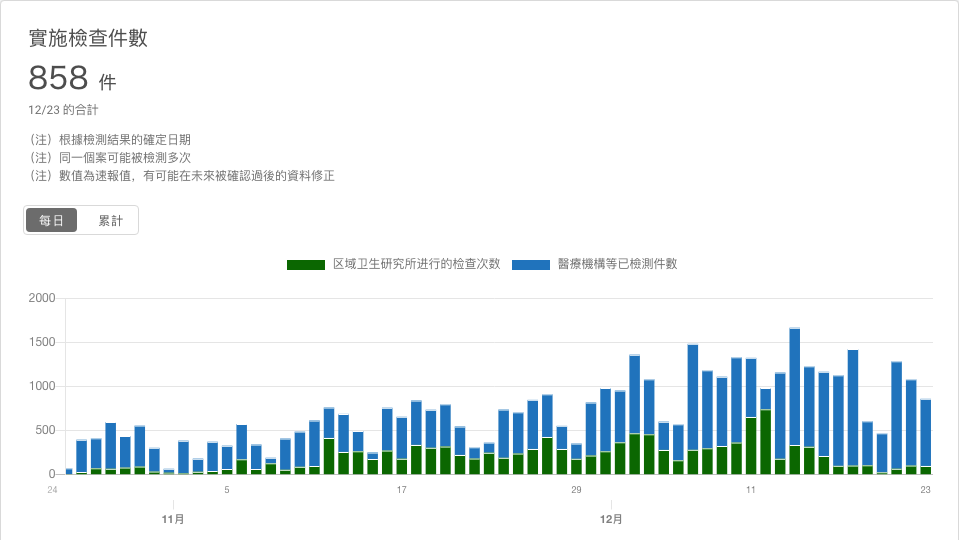 實施檢查件數
858 件
12/23 的合計
（注）根據檢測結果的確定日期
（注）同一個案可能被檢測多次
（注）數值為速報值，有可能在未來被確認過後的資料修正
每日 累計
区域卫生研究所进行的检查次数 醫療機構等已檢測件數
2000
1500
1000
500
0
24 5 17 29 11 23
11月 12月